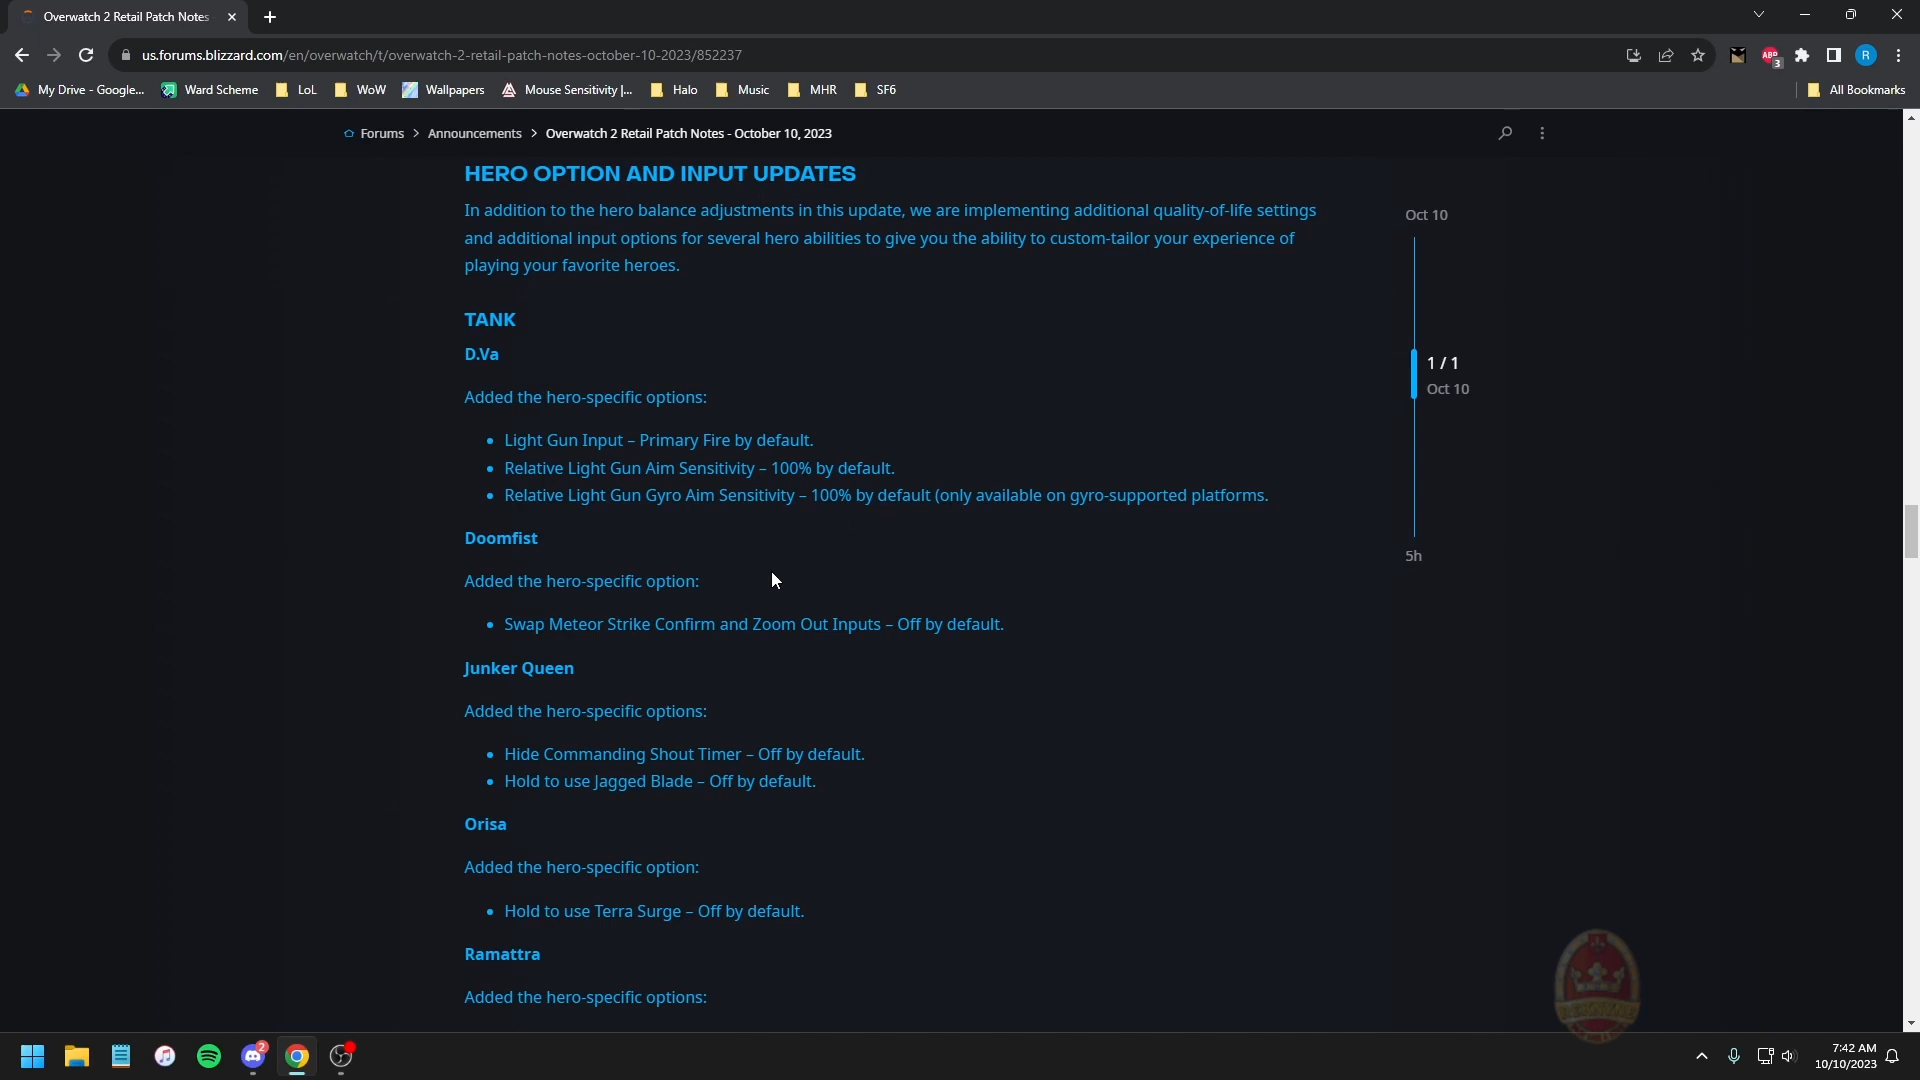 Overwatch 2 Retail Patch Notes
us.forums.blizzard.com/en/overwatch/t/overwatch-2-retail-patch-notes-october-10-2023/852237
ABP
3
R
My Drive - Google...
Ward Scheme
LoL
WoW
Wallpapers
Mouse Sensitivity |...
Halo
Music
MHR
SF6
All Bookmarks
Forums > Announcements > Overwatch 2 Retail Patch Notes - October 10, 2023
HERO OPTION AND INPUT UPDATES
In addition to the hero balance adjustments in this update, we are implementing additional quality-of-life settings
and additional input options for several hero abilities to give you the ability to custom-tailor your experience of
playing your favorite heroes.
Oct 10
1 / 1
Oct 10
5h
TANK
D.Va
Added the hero-specific options:
• Light Gun Input – Primary Fire by default.
• Relative Light Gun Aim Sensitivity – 100% by default.
• Relative Light Gun Gyro Aim Sensitivity – 100% by default (only available on gyro-supported platforms.
Doomfist
Added the hero-specific option:
• Swap Meteor Strike Confirm and Zoom Out Inputs – Off by default.
Junker Queen
Added the hero-specific options:
• Hide Commanding Shout Timer – Off by default.
• Hold to use Jagged Blade – Off by default.
Orisa
Added the hero-specific option:
• Hold to use Terra Surge – Off by default.
Ramattra
Added the hero-specific options:
2
7:42 AM
10/10/2023